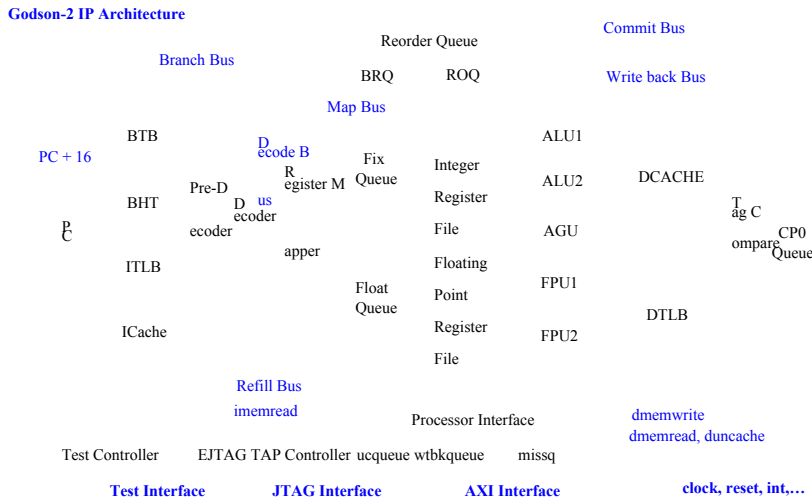 Godson-2 IP Architecture
Commit Bus
Reorder Queue
Branch Bus
BRQ
ROQ
Write back Bus
Map Bus
BTB
ALU1
D
ecode B
PC + 16
Fix
Queue
R
egister M
Integer
ALU2
DCACHE
Pre-D
ecoder
D
ecoder
us
BHT
Register
T
ag C
P
C
File
AGU
CP0
Queue
ompare
apper
ITLB
Floating
FPU1
Float
Queue
Point
DTLB
ICache
Register
FPU2
File
Refill Bus
imemread
Processor Interface
dmemwrite
dmemread, duncache
Test Controller
EJTAG TAP Controller
ucqueue
wtbkqueue
missq
Test Interface
JTAG Interface
AXI Interface
clock, reset, int,…